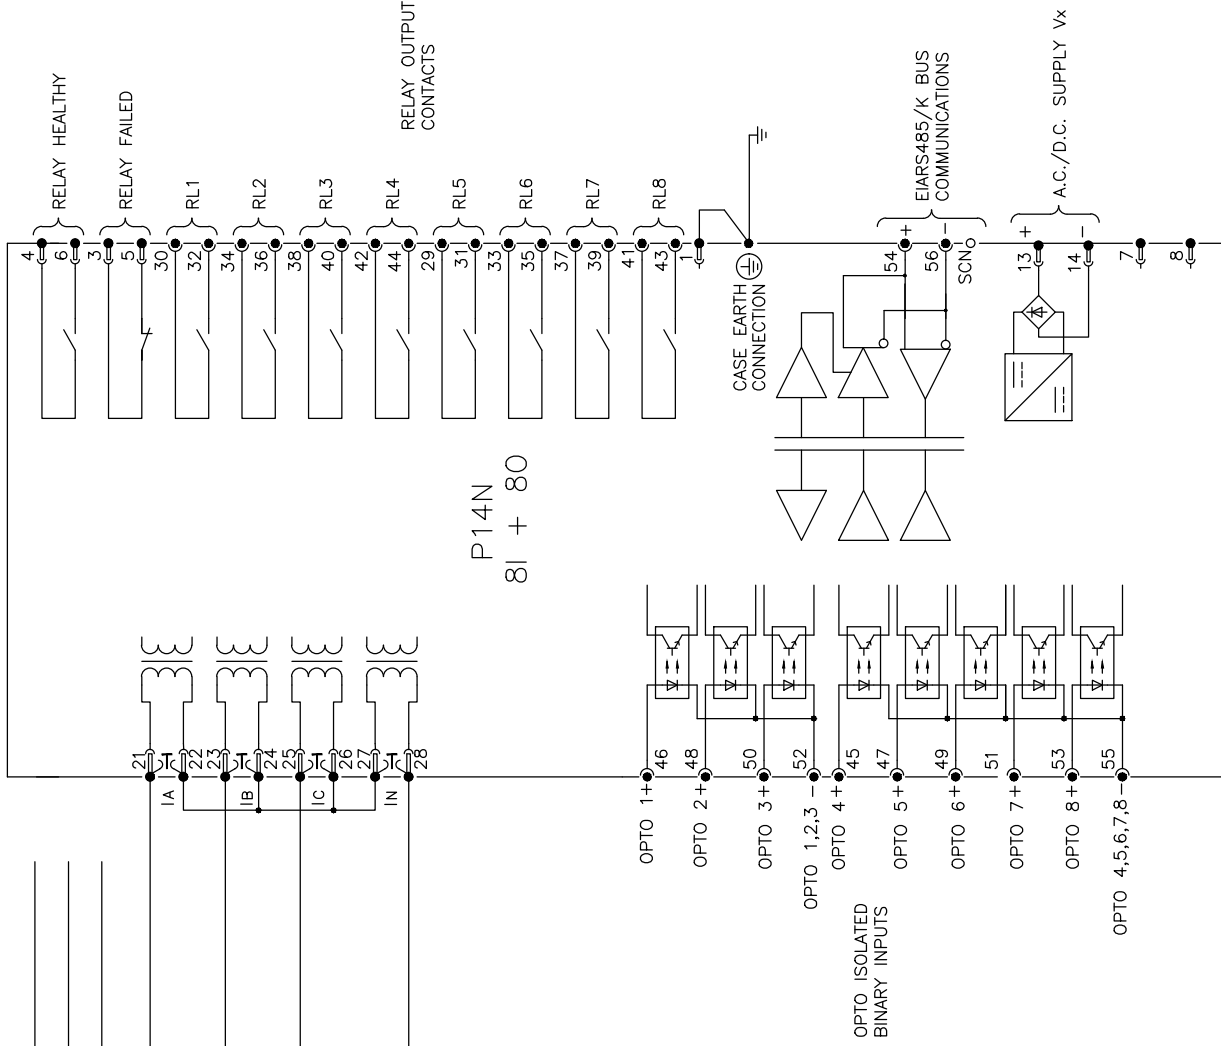 RELAY HEALTHY
4
6
RELAY FAILED
3
5
RL1
30
32
RL2
34
36
RL3
38
40
RL4
42
44
RL5
29
31
RL6
33
35
RL7
37
39
RL8
41
43
1
RELAY OUTPUT
CONTACTS
CASE EARTH
CONNECTION
EIARS485/K BUS
COMMUNICATIONS
54
+
56
-
SCN
A.C./D.C. SUPPLY Vx
13
+
14
-
7
8
P14N
8I + 8O
21
IA
22
23
IB
24
25
IC
26
27
IN
28
46
OPTO 1+
48
OPTO 2+
50
OPTO 3+
52
OPTO 1,2,3 -
45
OPTO 4+
47
OPTO 5+
49
OPTO 6+
51
OPTO 7+
53
OPTO 8+
55
OPTO 4,5,6,7,8-
OPTO ISOLATED
BINARY INPUTS